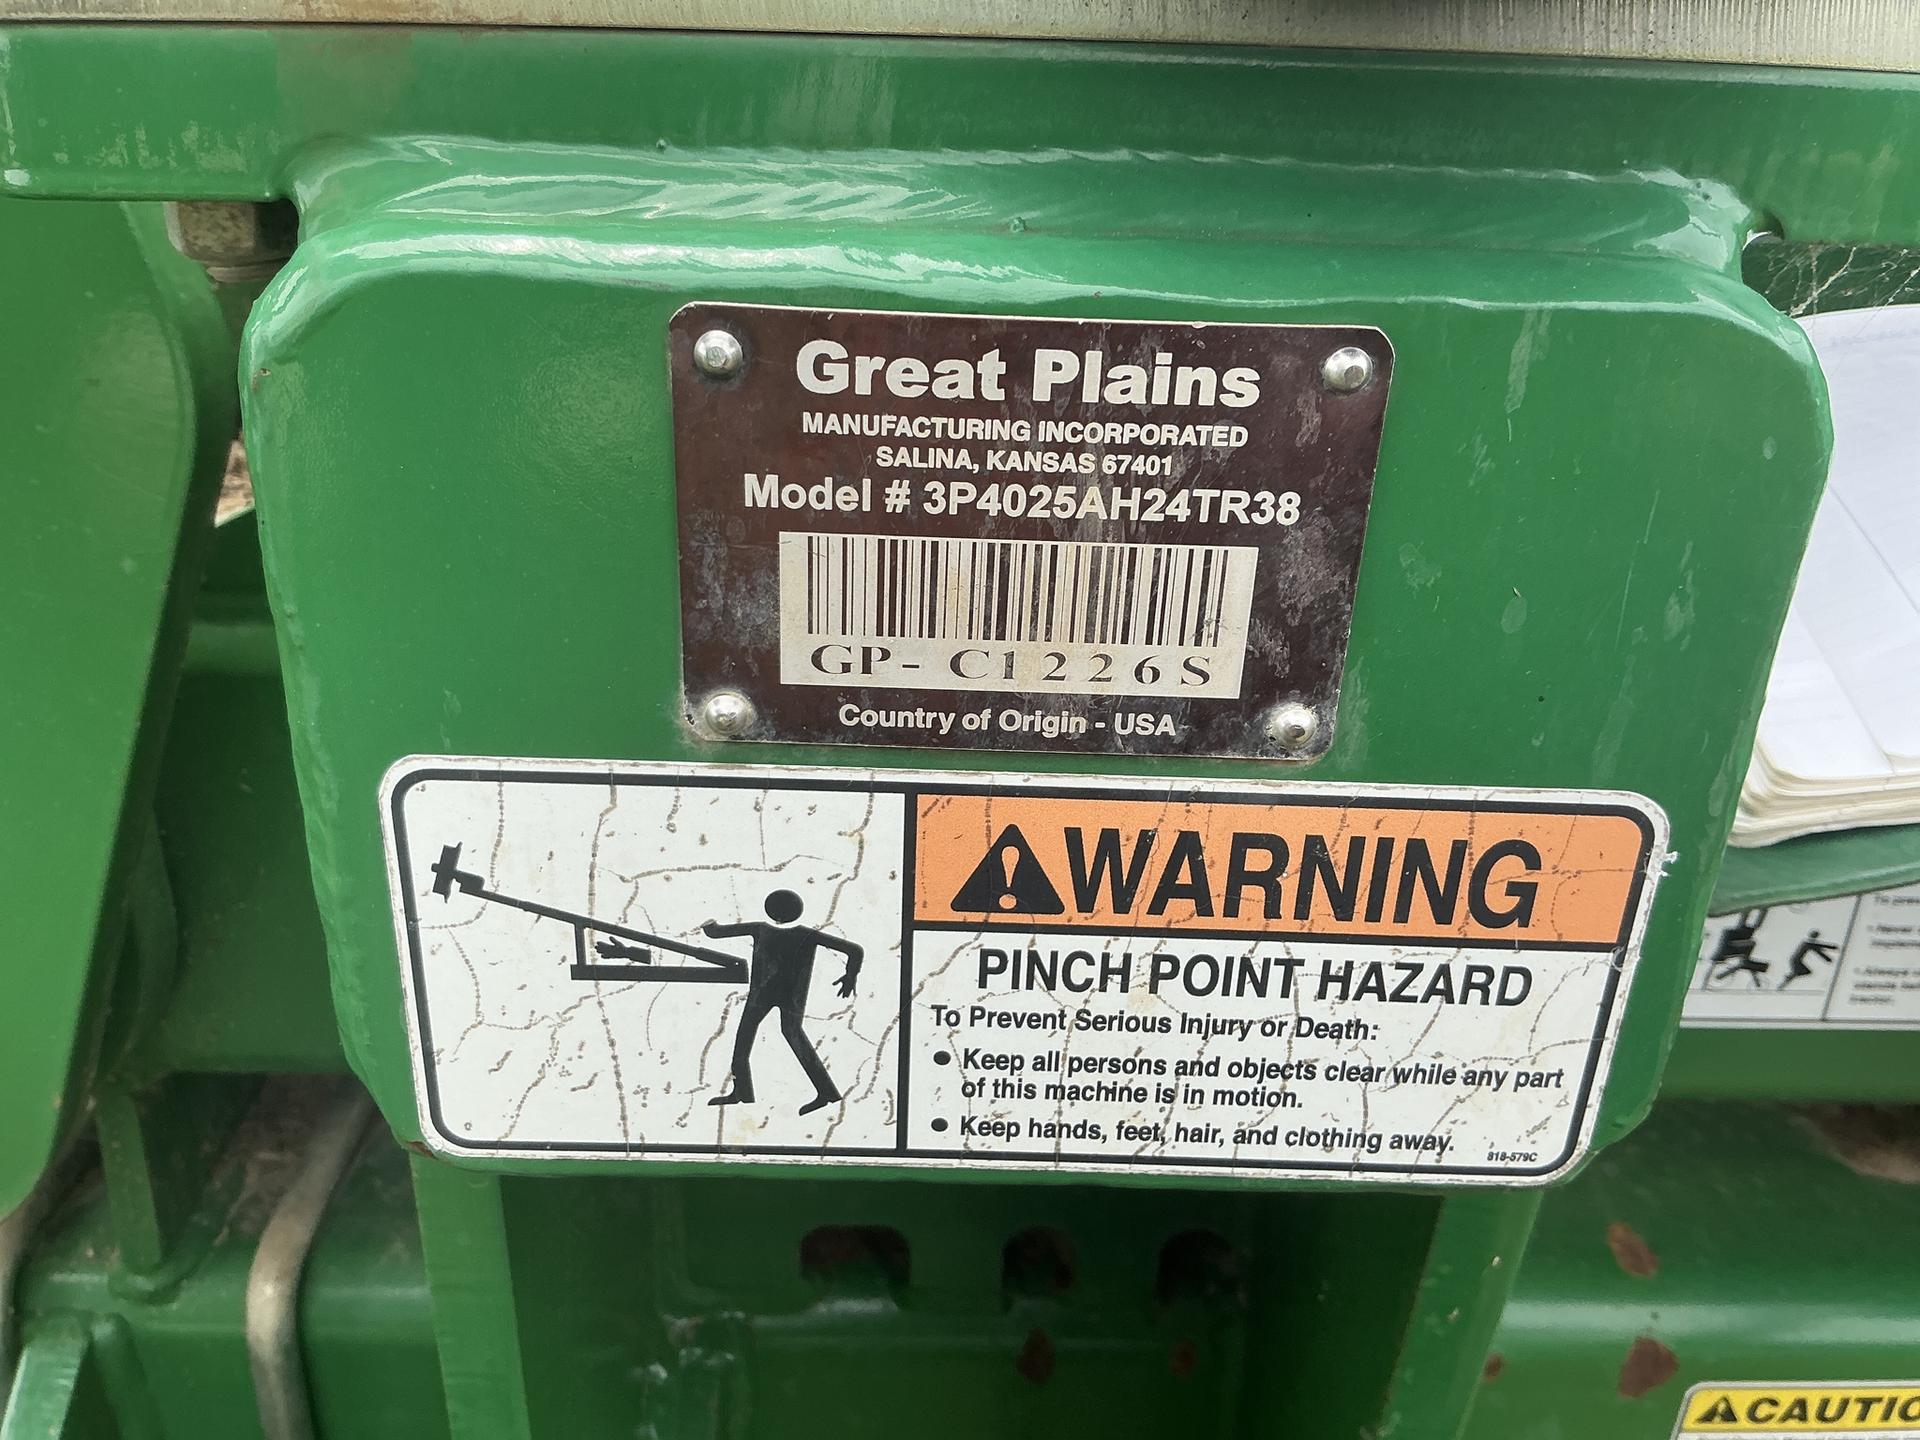 Great Plains
MANUFACTURING INCORPORATED
SALINA, KANSAS 67401
Model # 3P4025AH24TR38
GP- C1226S
Country of Origin - USA
WARNING
PINCH POINT HAZARD
To Prevent Serious Injury or Death:
● Keep all persons and objects clear while any part
of this machine is in motion.
● Keep hands, feet, hair, and clothing away.
818-579C